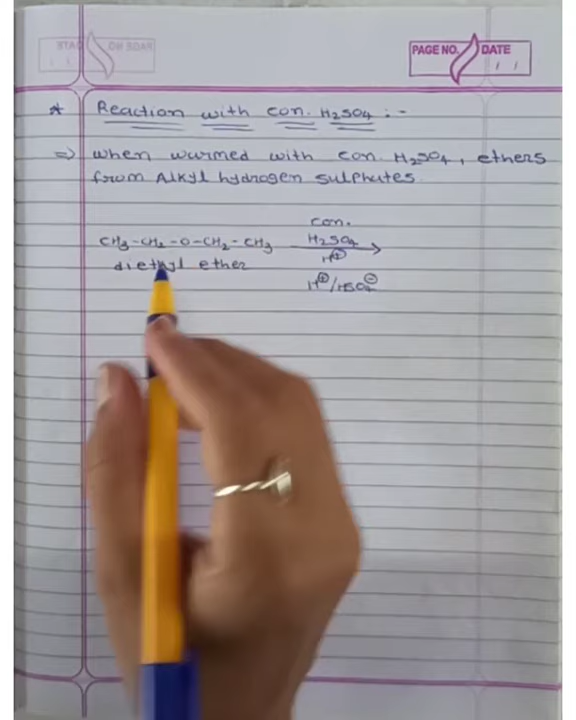 PAGE NO. DATE
* Reaction with con. H₂SO₄ :-
⇒ when warmed with con. H₂SO₄, ethers
from Alkyl hydrogen sulphates.
CH₃-CH₂-O-CH₂-CH₃ con. H₂SO₄ → H⊕
diethyl ether H⊕/HSO₄⊖